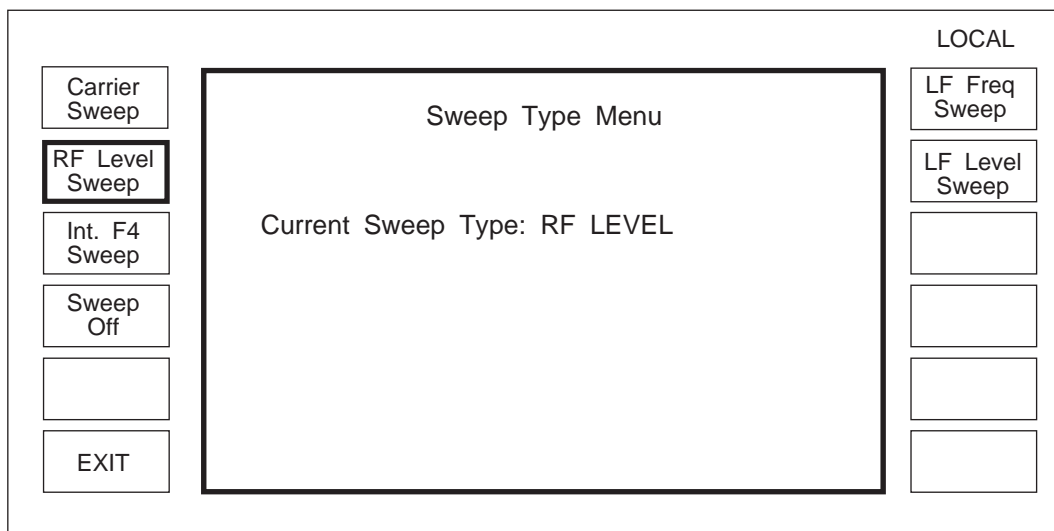 LOCAL
Carrier
Sweep
RF Level
Sweep
Int. F4
Sweep
Sweep
Off
EXIT
Sweep Type Menu
Current Sweep Type: RF LEVEL
LF Freq
Sweep
LF Level
Sweep